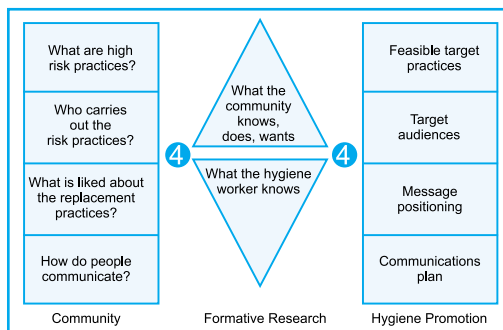 What are high
risk practices?
Who carries
out the
risk practices?
What is liked about
the replacement
practices?
How do people
communicate?
Community
4
What the
community
knows,
does, wants
What the hygiene
worker knows
Formative Research
4
Feasible target
practices
Target
audiences
Message
positioning
Communications
plan
Hygiene Promotion